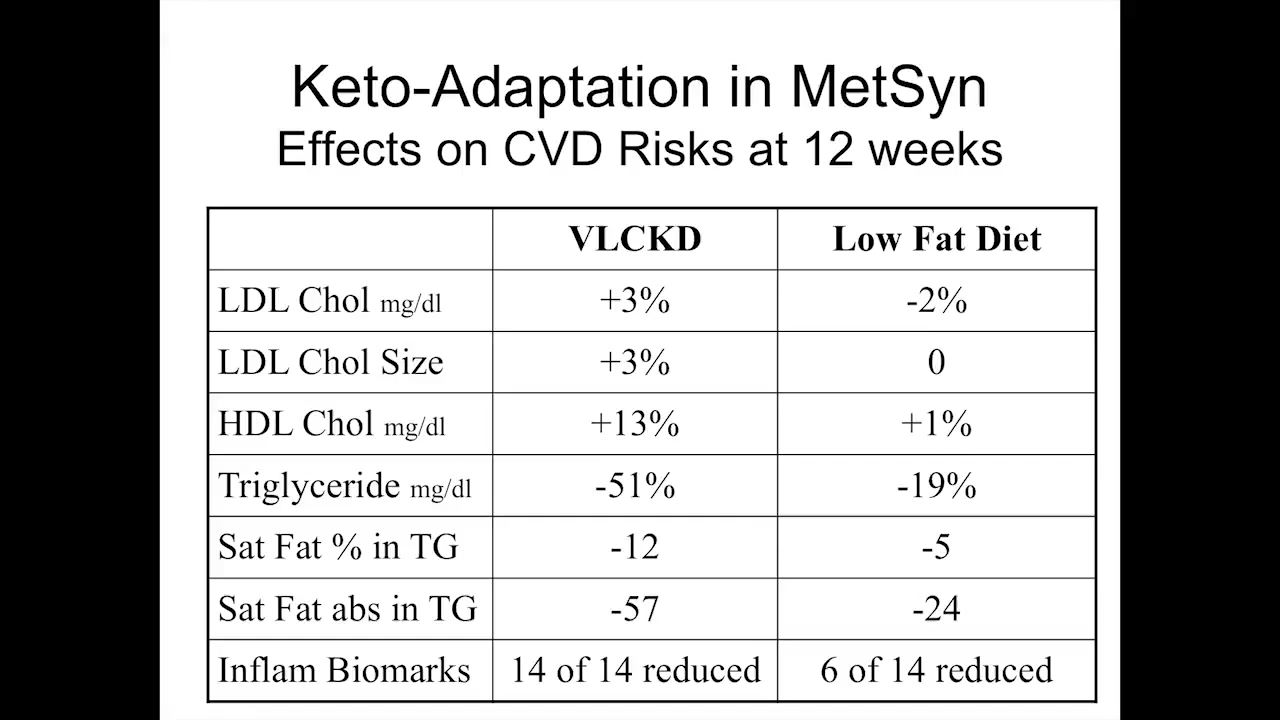 Keto-Adaptation in MetSyn
Effects on CVD Risks at 12 weeks
VLCKD Low Fat Diet
LDL Chol mg/dl +3% -2%
LDL Chol Size +3% 0
HDL Chol mg/dl +13% +1%
Triglyceride mg/dl -51% -19%
Sat Fat % in TG -12 -5
Sat Fat abs in TG -57 -24
Inflam Biomarks 14 of 14 reduced 6 of 14 reduced